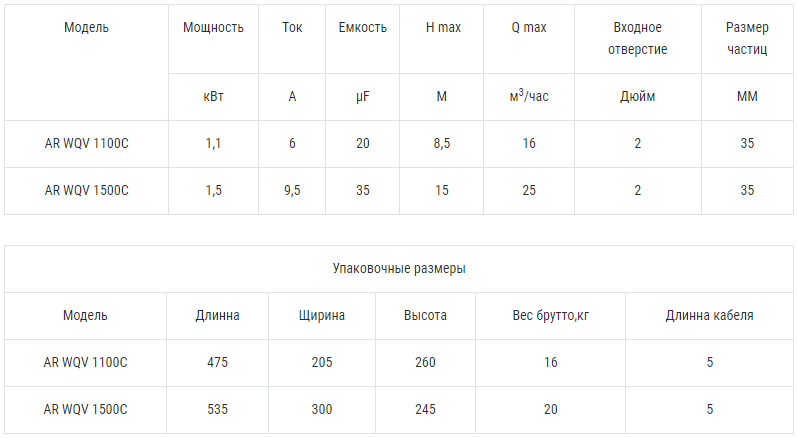 Модель Мощность Ток Емкость H max Q max Входное отверстие Размер частиц
кВт А μF М м³/час Дюйм ММ
AR WQV 1100C 1,1 6 20 8,5 16 2 35
AR WQV 1500C 1,5 9,5 35 15 25 2 35
Упаковочные размеры
Модель Длинна Щирина Высота Вес брутто,кг Длинна кабеля
AR WQV 1100C 475 205 260 16 5
AR WQV 1500C 535 300 245 20 5